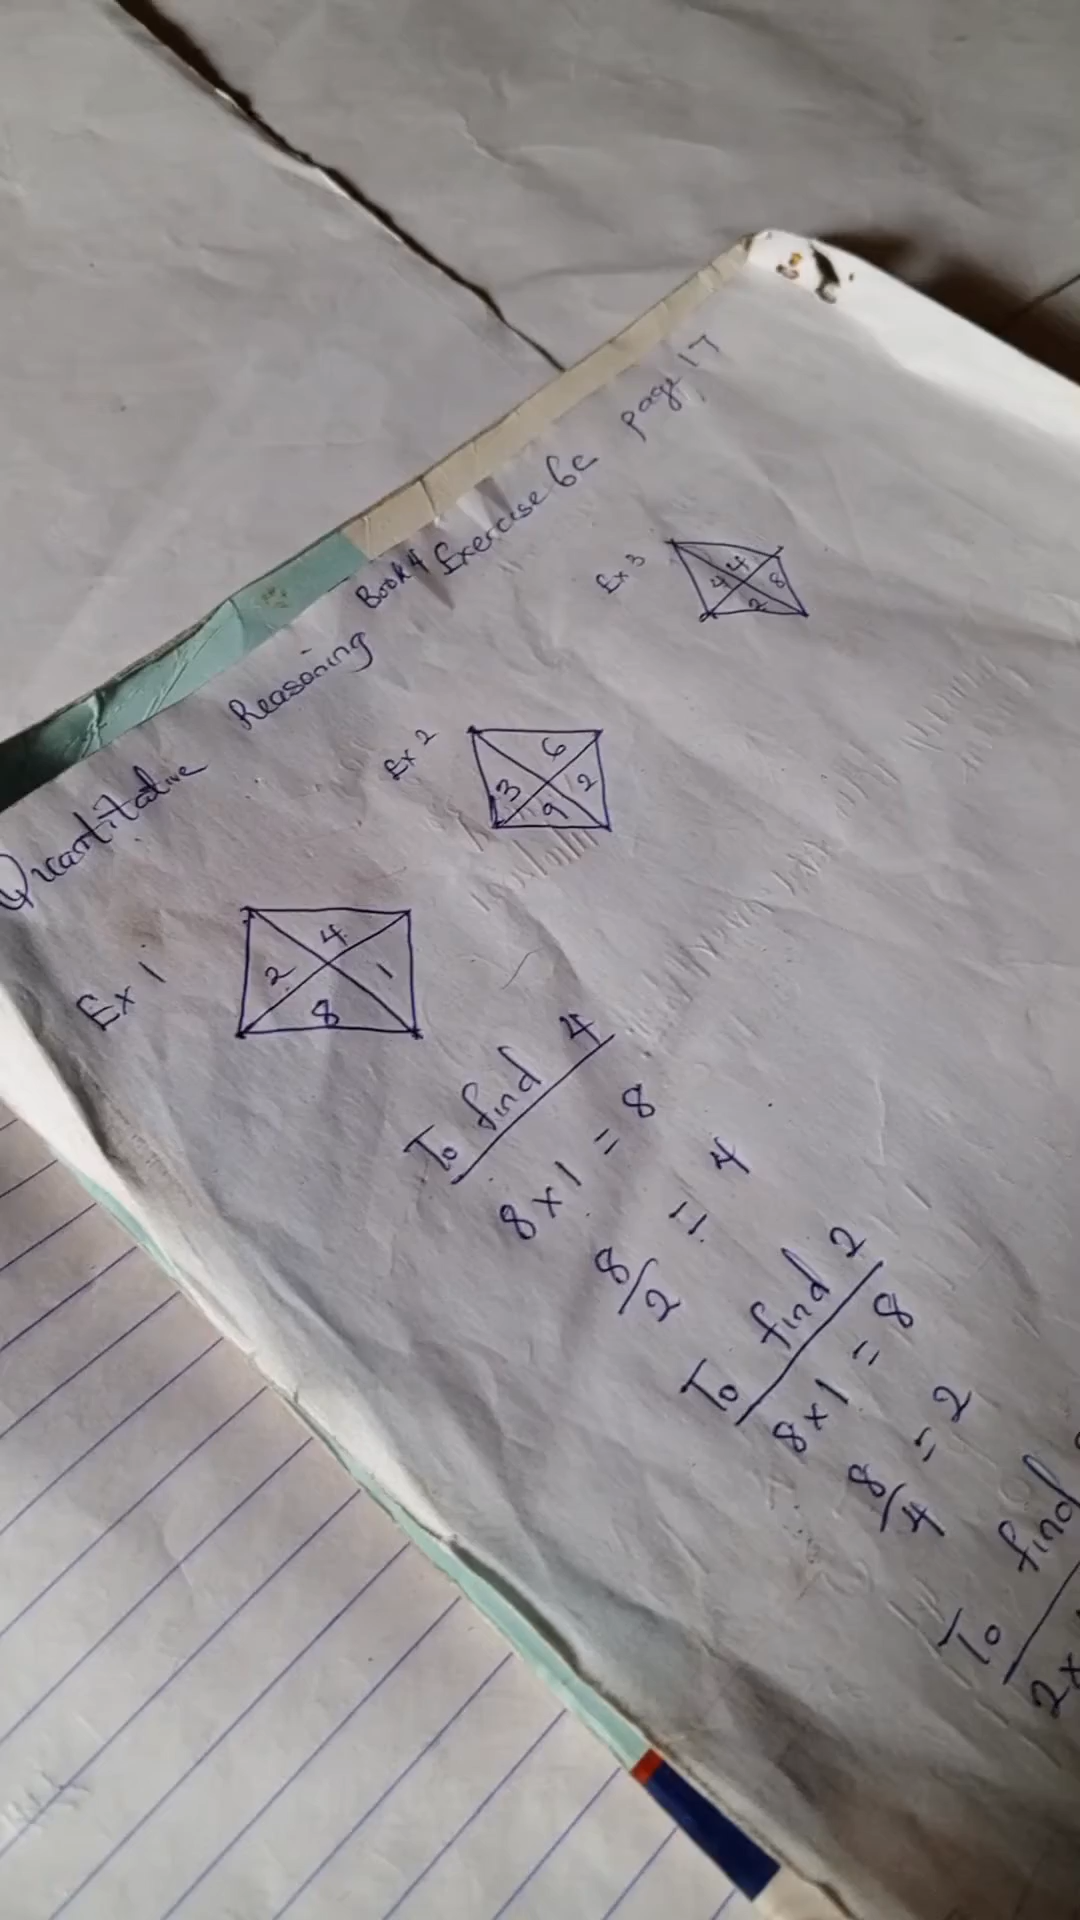 Quantitative Reasoning Book 4 Exercise 6c page 17
Ex 1
4
2
1
8
Ex 2
6
3
2
9
Ex 3
4
4
8
2
To find 4
8 x 1 = 8
8/2 = 4
To find 2
8 x 1 = 8
8/4 = 2
To find
2 x